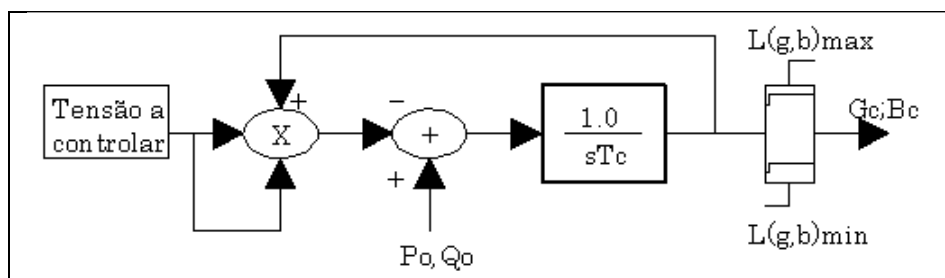 L(g,b)max
Tensão a
controlar
+
X
−
+
+
1.0
sTc
Gc;Bc
L(g,b)min
Po,Qo